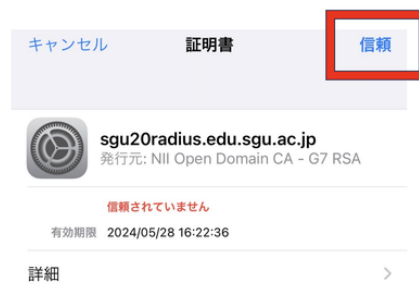 キャンセル 証明書 信頼
sgu20radius.edu.sgu.ac.jp
発行元: NII Open Domain CA - G7 RSA
信頼されていません
有効期限 2024/05/28 16:22:36
詳細